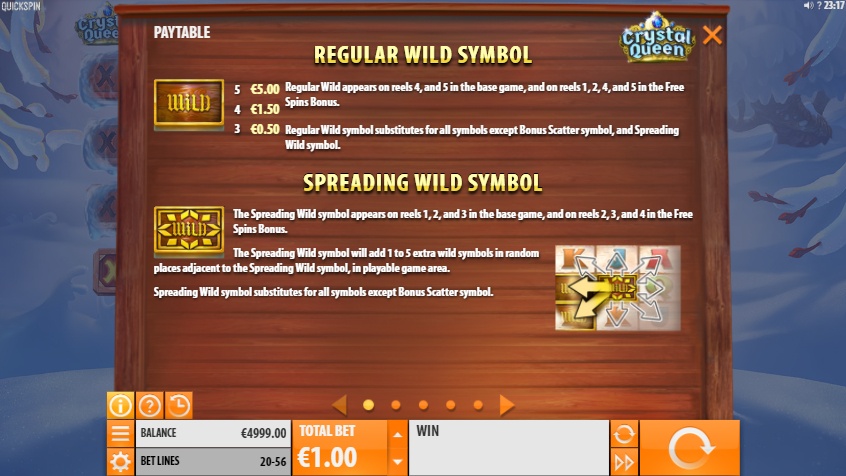 QUICKSPIN
23:17
PAYTABLE
Crystal
Queen
REGULAR WILD SYMBOL
WILD
5 €5.00
4 €1.50
3 €0.50
Regular Wild appears on reels 4, and 5 in the base game, and on reels 1, 2, 4, and 5 in the Free
Spins Bonus.
Regular Wild symbol substitutes for all symbols except Bonus Scatter symbol, and Spreading
Wild symbol.
SPREADING WILD SYMBOL
WILD
The Spreading Wild symbol appears on reels 1, 2, and 3 in the base game, and on reels 2, 3, and 4 in the Free
Spins Bonus.
The Spreading Wild symbol will add 1 to 5 extra wild symbols in random
places adjacent to the Spreading Wild symbol, in playable game area.
Spreading Wild symbol substitutes for all symbols except Bonus Scatter symbol.
BALANCE €4999.00
BET LINES 20-56
TOTAL BET
€1.00
WIN